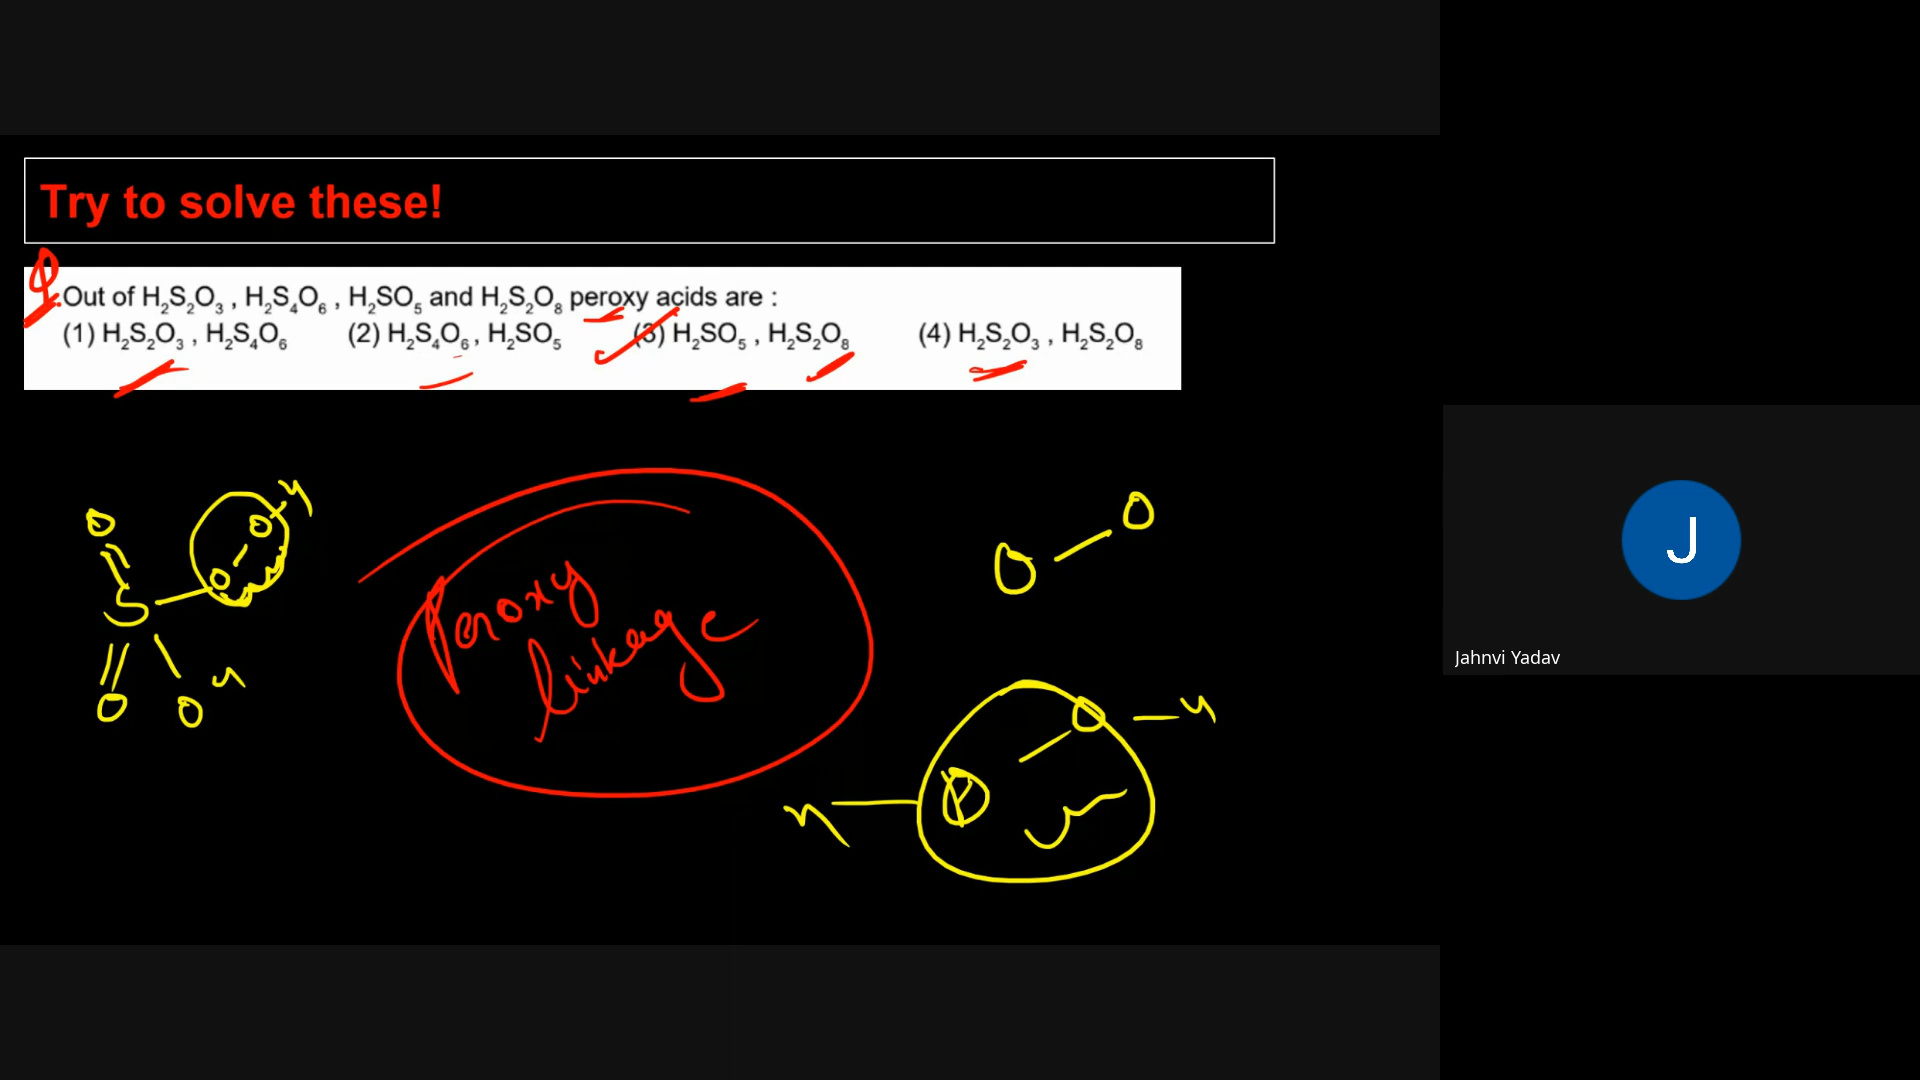 Try to solve these!
Q. Out of H₂S₂O₃ , H₂S₄O₆ , H₂SO₅ and H₂S₂O₈ peroxy acids are :
(1) H₂S₂O₃ , H₂S₄O₆ (2) H₂S₄O₆ , H₂SO₅ (3) H₂SO₅ , H₂S₂O₈ (4) H₂S₂O₃ , H₂S₂O₈
O O H
O
S
O O H
Peroxy
linkage
O O
O H
H O
J
Jahnvi Yadav